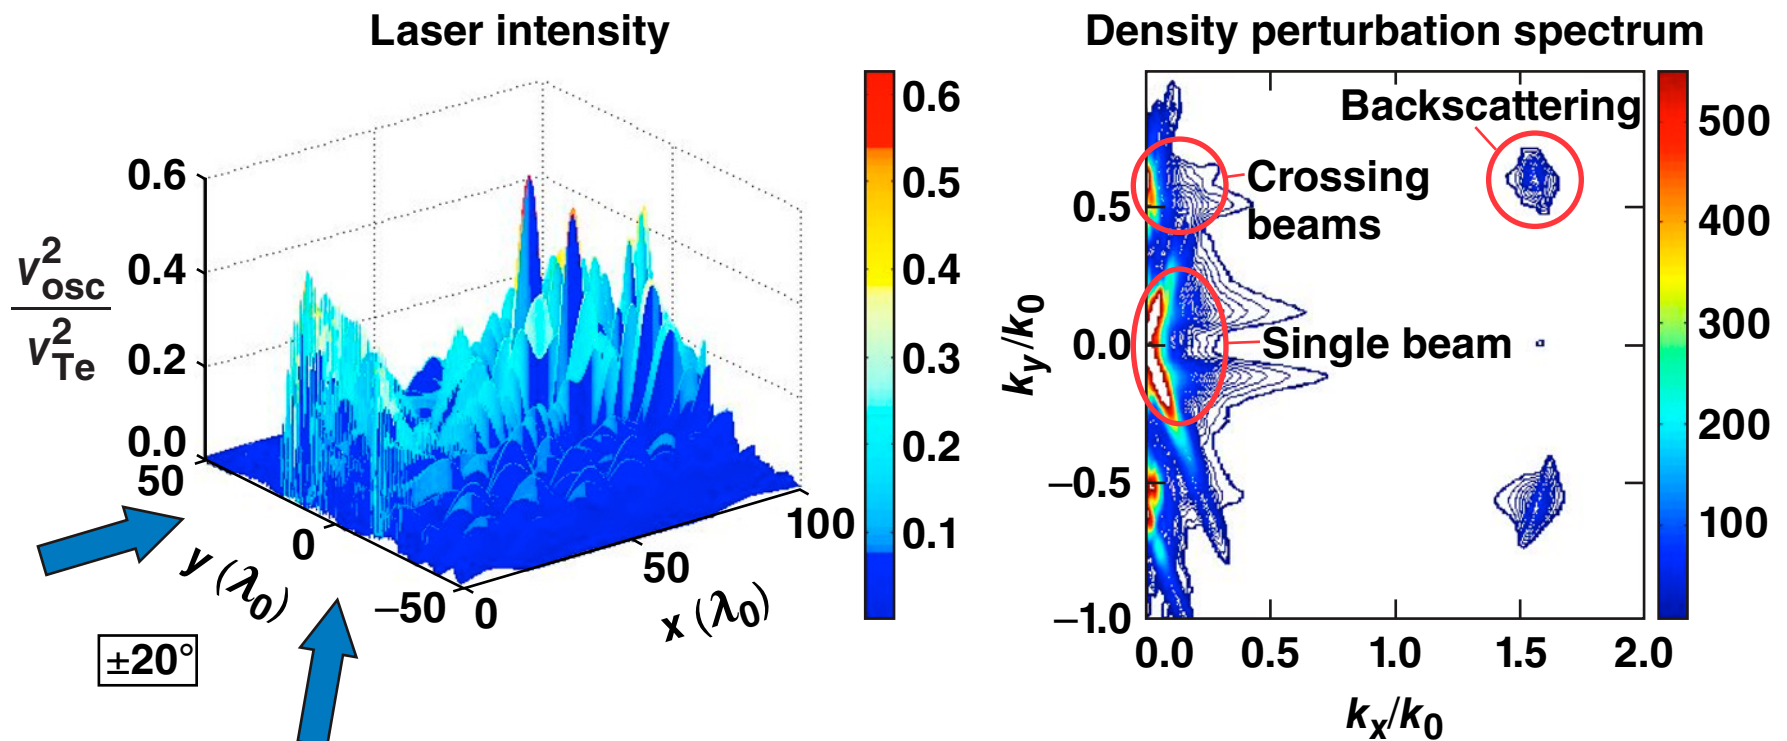 Laser intensity
v²osc
v²Te
0.6
0.4
0.2
0.0
50
0
−50
y (λ0)
0
50
100
x (λ0)
±20°
0.6
0.5
0.4
0.3
0.2
0.1
Density perturbation spectrum
Backscattering
Crossing
beams
Single beam
ky/k0
0.5
0.0
−0.5
−1.0
0.0 0.5 1.0 1.5 2.0
kx/k0
500
400
300
200
100